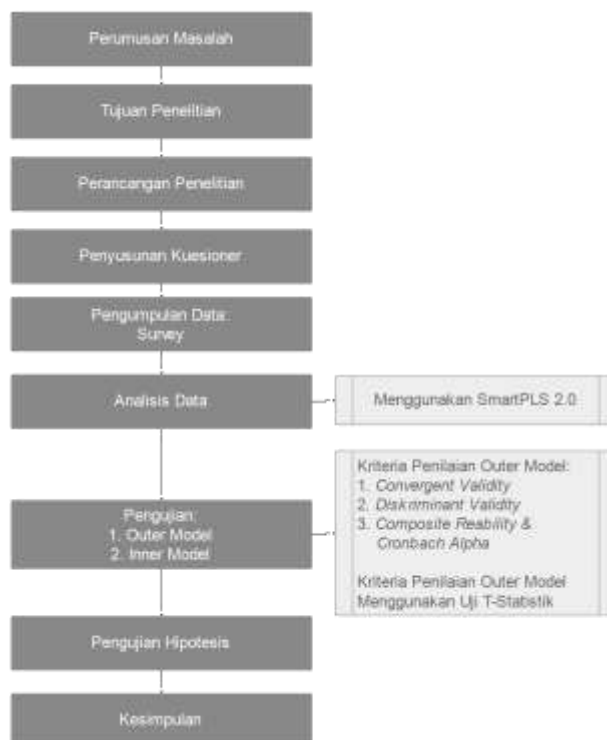 Perumusan Masalah
Tujuan Penelitian
Perancangan Penelitian
Penyusunan Kuesioner
Pengumpulan Data:
Survey
Analisis Data
Menggunakan SmartPLS 2.0
Pengujian:
1. Outer Model
2. Inner Model
Kriteria Penilaian Outer Model:
1. Convergent Validity
2. Diskriminant Validity
3. Composite Reability &
Cronbach Alpha
Kriteria Penilaian Outer Model
Menggunakan Uji T-Statistik
Pengujian Hipotesis
Kesimpulan